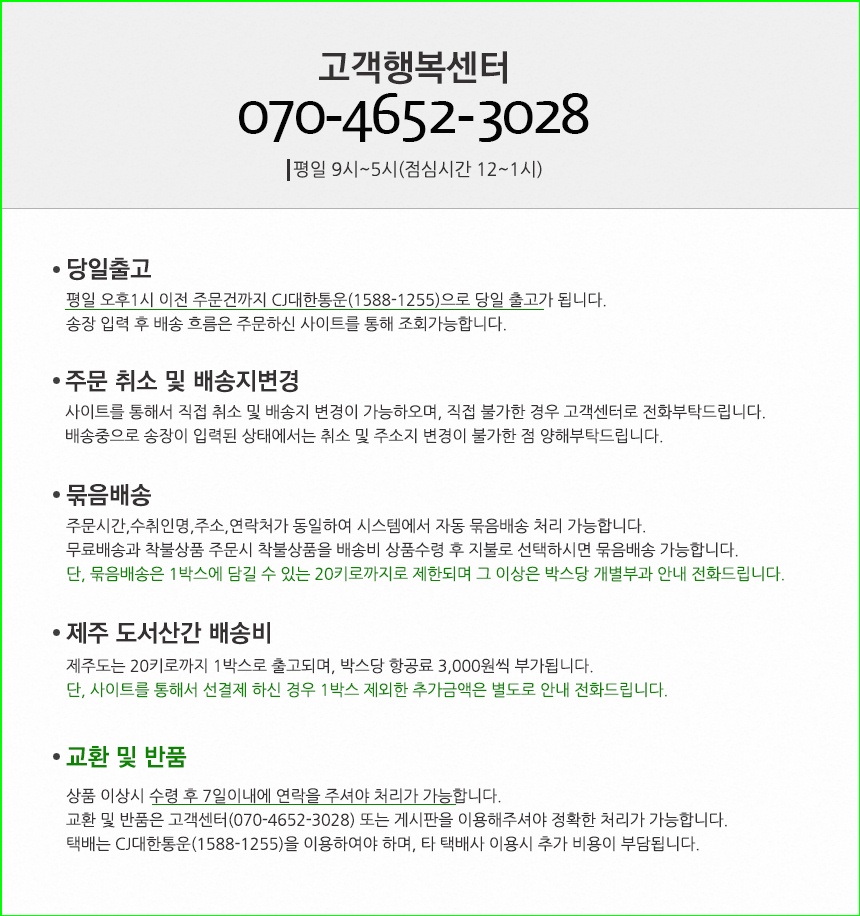 고객행복센터
070-4652-3028
평일 9시~5시(점심시간 12~1시)
• 당일출고
평일 오후1시 이전 주문건까지 CJ대한통운(1588-1255)으로 당일 출고가 됩니다.
송장 입력 후 배송 흐름은 주문하신 사이트를 통해 조회가능합니다.
• 주문 취소 및 배송지변경
사이트를 통해서 직접 취소 및 배송지 변경이 가능하오며, 직접 불가한 경우 고객센터로 전화부탁드립니다.
배송중으로 송장이 입력된 상태에서는 취소 및 주소지 변경이 불가한 점 양해부탁드립니다.
• 묶음배송
주문시간,수취인명,주소,연락처가 동일하여 시스템에서 자동 묶음배송 처리 가능합니다.
무료배송과 착불상품 주문시 착불상품을 배송비 상품수령 후 지불로 선택하시면 묶음배송 가능합니다.
단, 묶음배송은 1박스에 담길 수 있는 20키로까지로 제한되며 그 이상은 박스당 개별부과 안내 전화드립니다.
• 제주 도서산간 배송비
제주도는 20키로까지 1박스로 출고되며, 박스당 항공료 3,000원씩 부가됩니다.
단, 사이트를 통해서 선결제 하신 경우 1박스 제외한 추가금액은 별도로 안내 전화드립니다.
• 교환 및 반품
상품 이상시 수령 후 7일이내에 연락을 주셔야 처리가 가능합니다.
교환 및 반품은 고객센터(070-4652-3028) 또는 게시판을 이용해주셔야 정확한 처리가 가능합니다.
택배는 CJ대한통운(1588-1255)을 이용하여야 하며, 타 택배사 이용시 추가 비용이 부담됩니다.